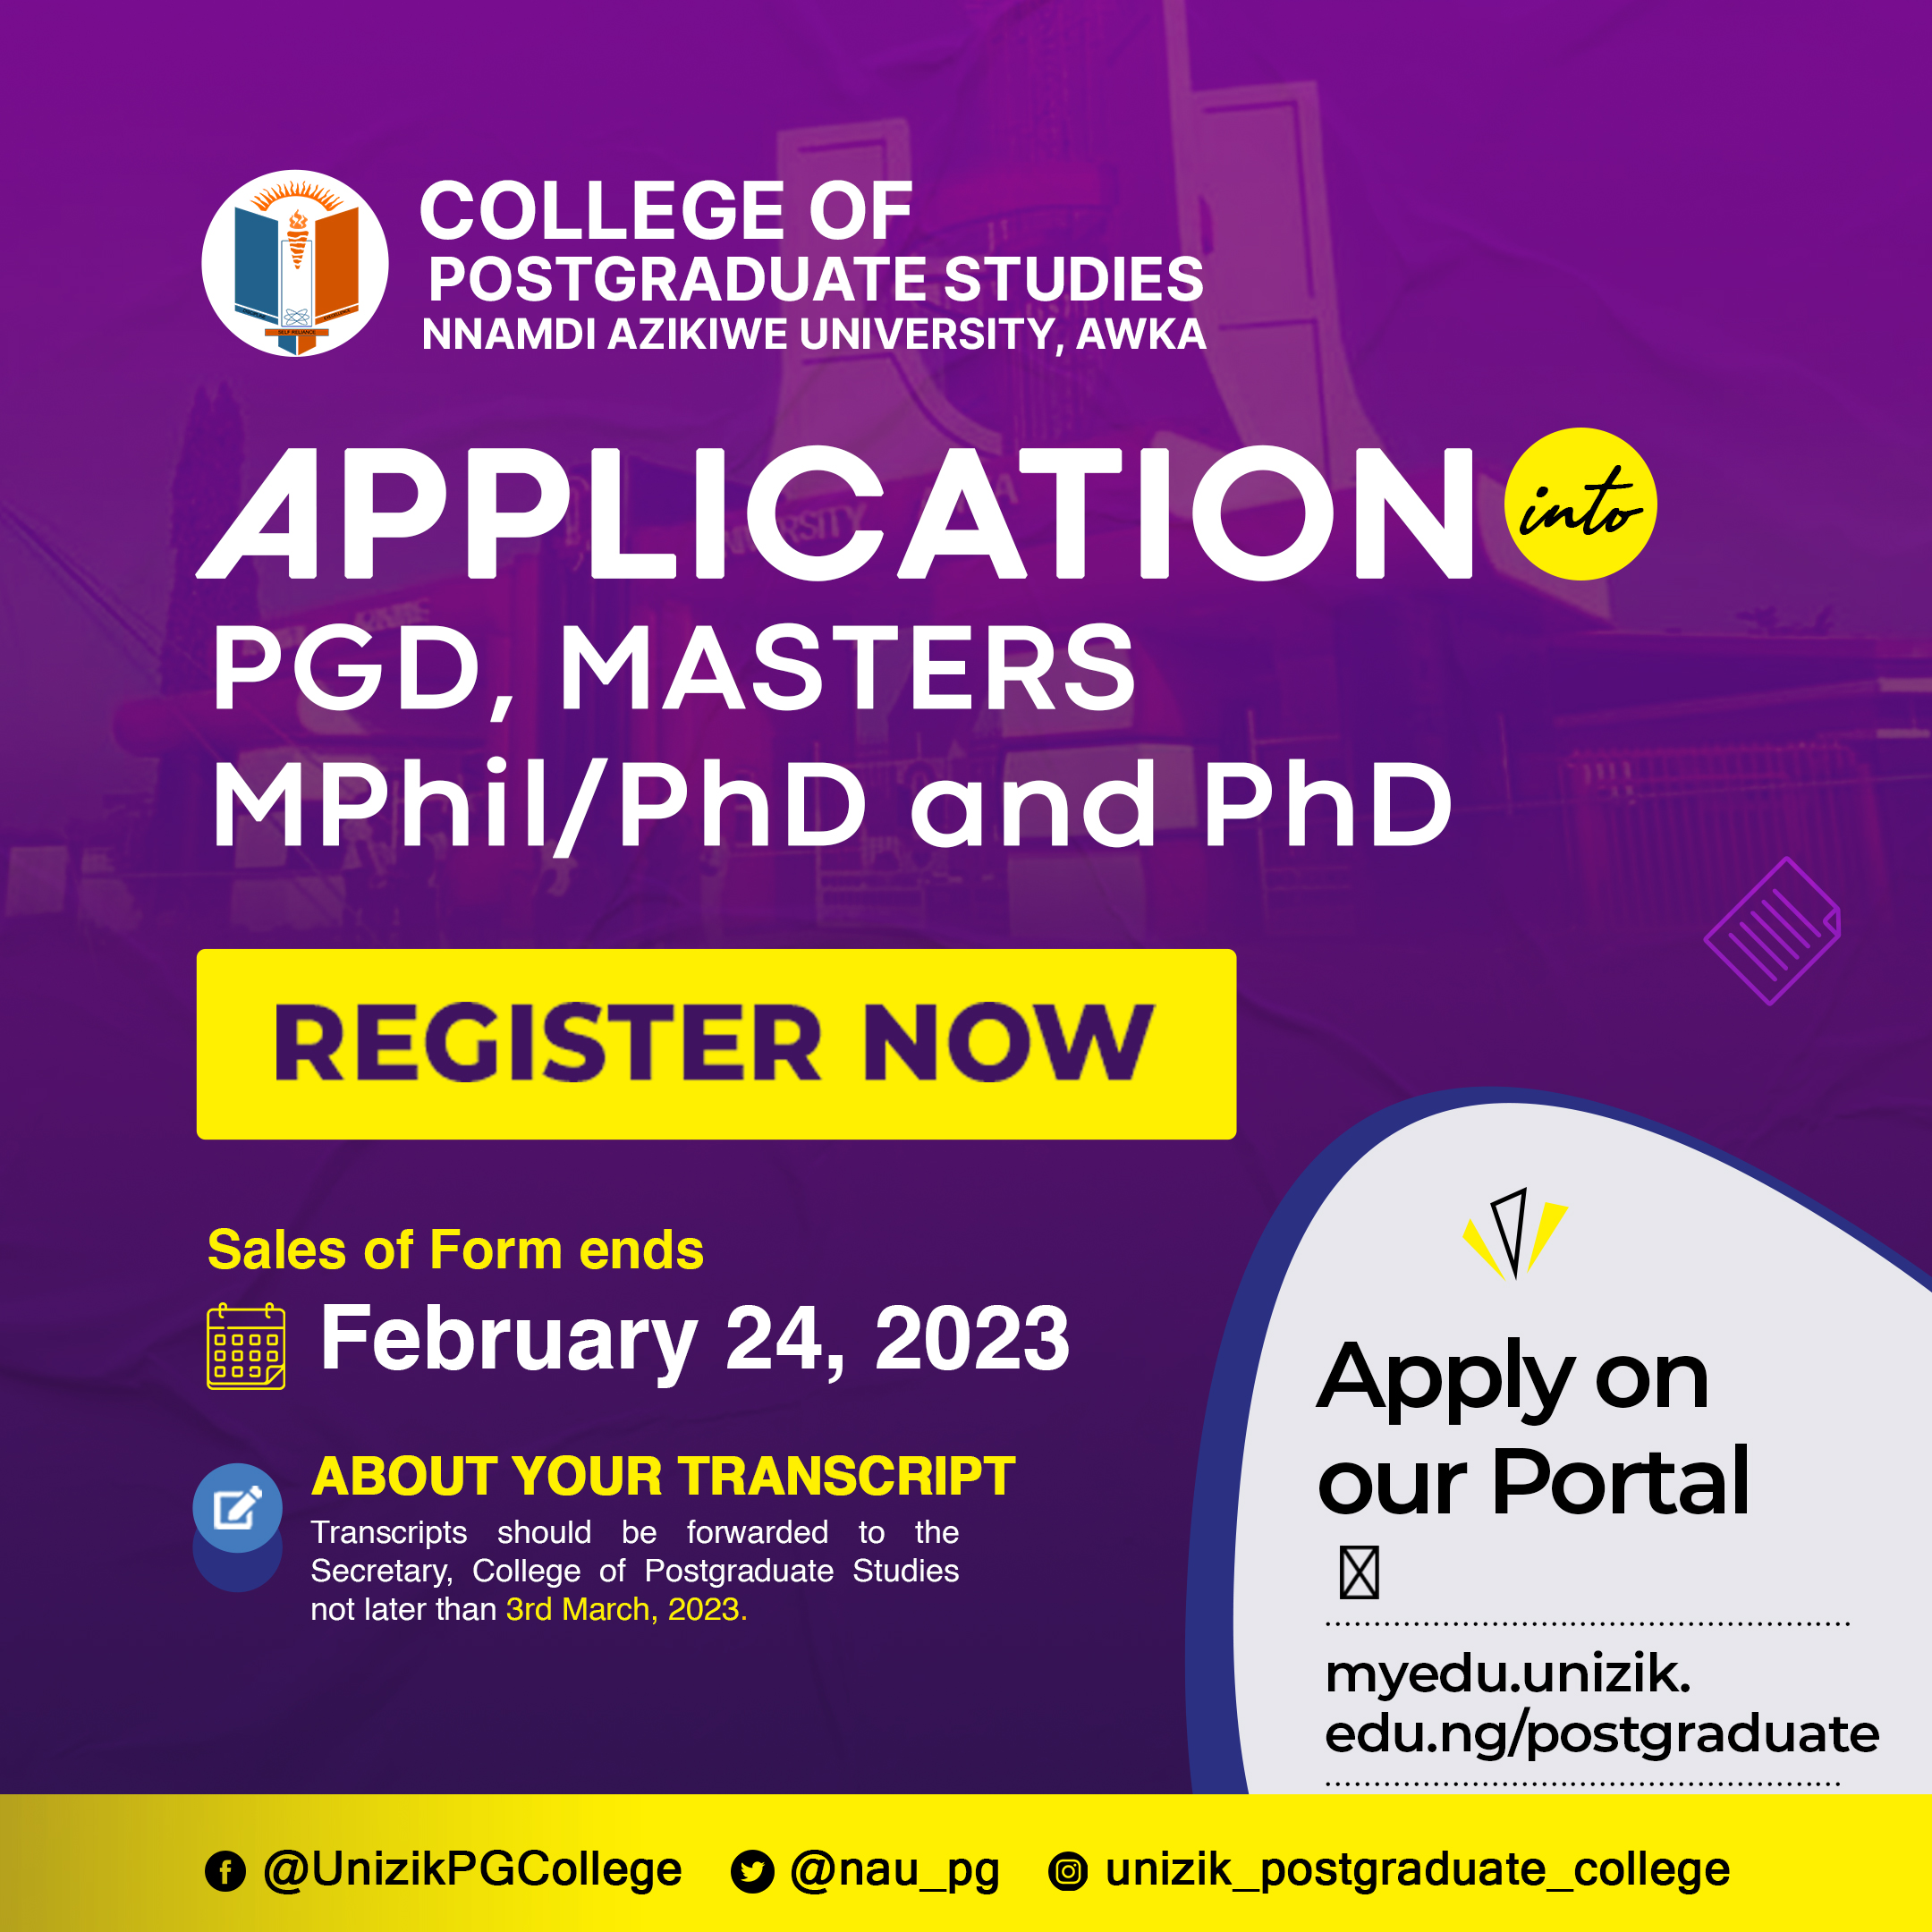 COLLEGE OF
POSTGRADUATE STUDIES
NNAMDI AZIKIWE UNIVERSITY, AWKA
SELF RELIANCE
APPLICATION into
PGD, MASTERS
MPhil/PhD and PhD
REGISTER NOW
Sales of Form ends
February 24, 2023
ABOUT YOUR TRANSCRIPT
Transcripts should be forwarded to the
Secretary, College of Postgraduate Studies
not later than 3rd March, 2023.
Apply on
our Portal
myedu.unizik.
edu.ng/postgraduate
@UnizikPGCollege @nau_pg unizik_postgraduate_college